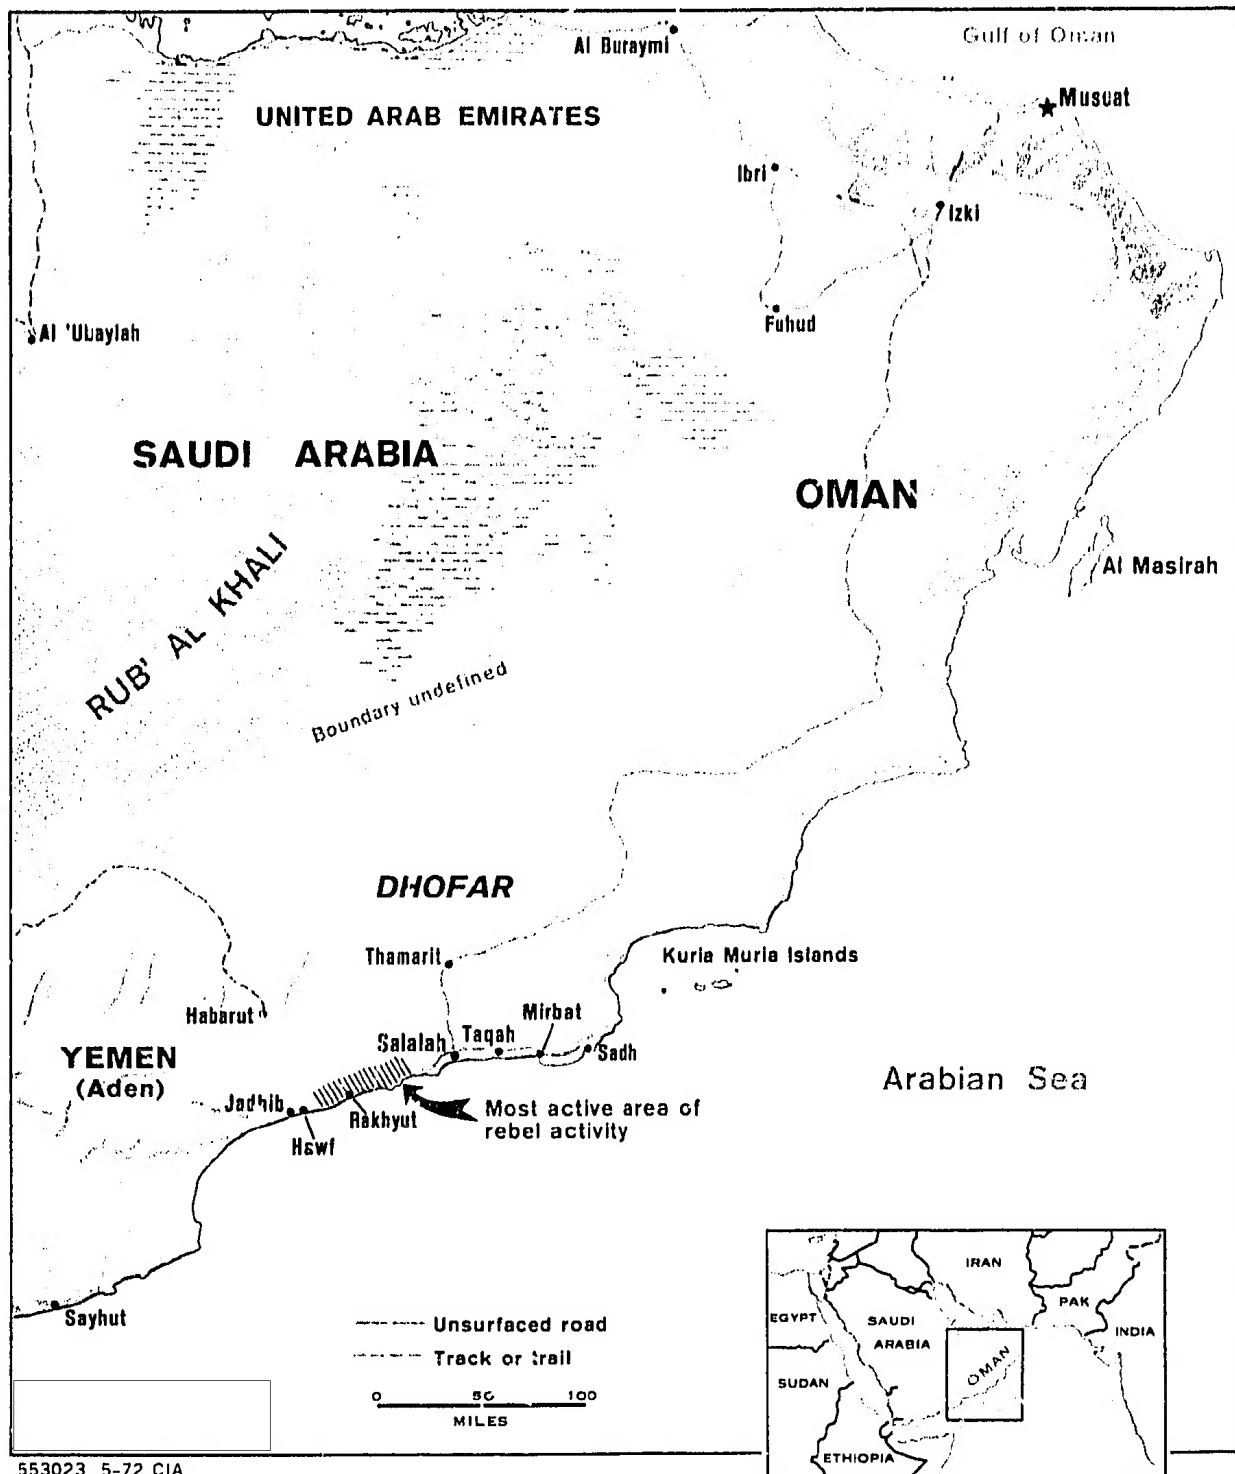 Gulf of Oman
Al Buraymi
Muscat
UNITED ARAB EMIRATES
Ibri
Izki
Fuhud
Al 'Ubaylah
SAUDI ARABIA
OMAN
RUB' AL KHALI
Al Masirah
Boundary undefined
DHOFAR
Thamarit
Kuria Muria Islands
Habarut
Mirbat
Salalah
Taqah
Sadh
YEMEN
(Aden)
Arabian Sea
Jadhib
Rakhyut
Hawf
Most active area of
rebel activity
Sayhut
Unsurfaced road
Track or trail
0 50 100
MILES
IRAN
PAK
EGYPT
SAUDI
ARABIA
INDIA
OMAN
SUDAN
ETHIOPIA
553023 5-72 CIA